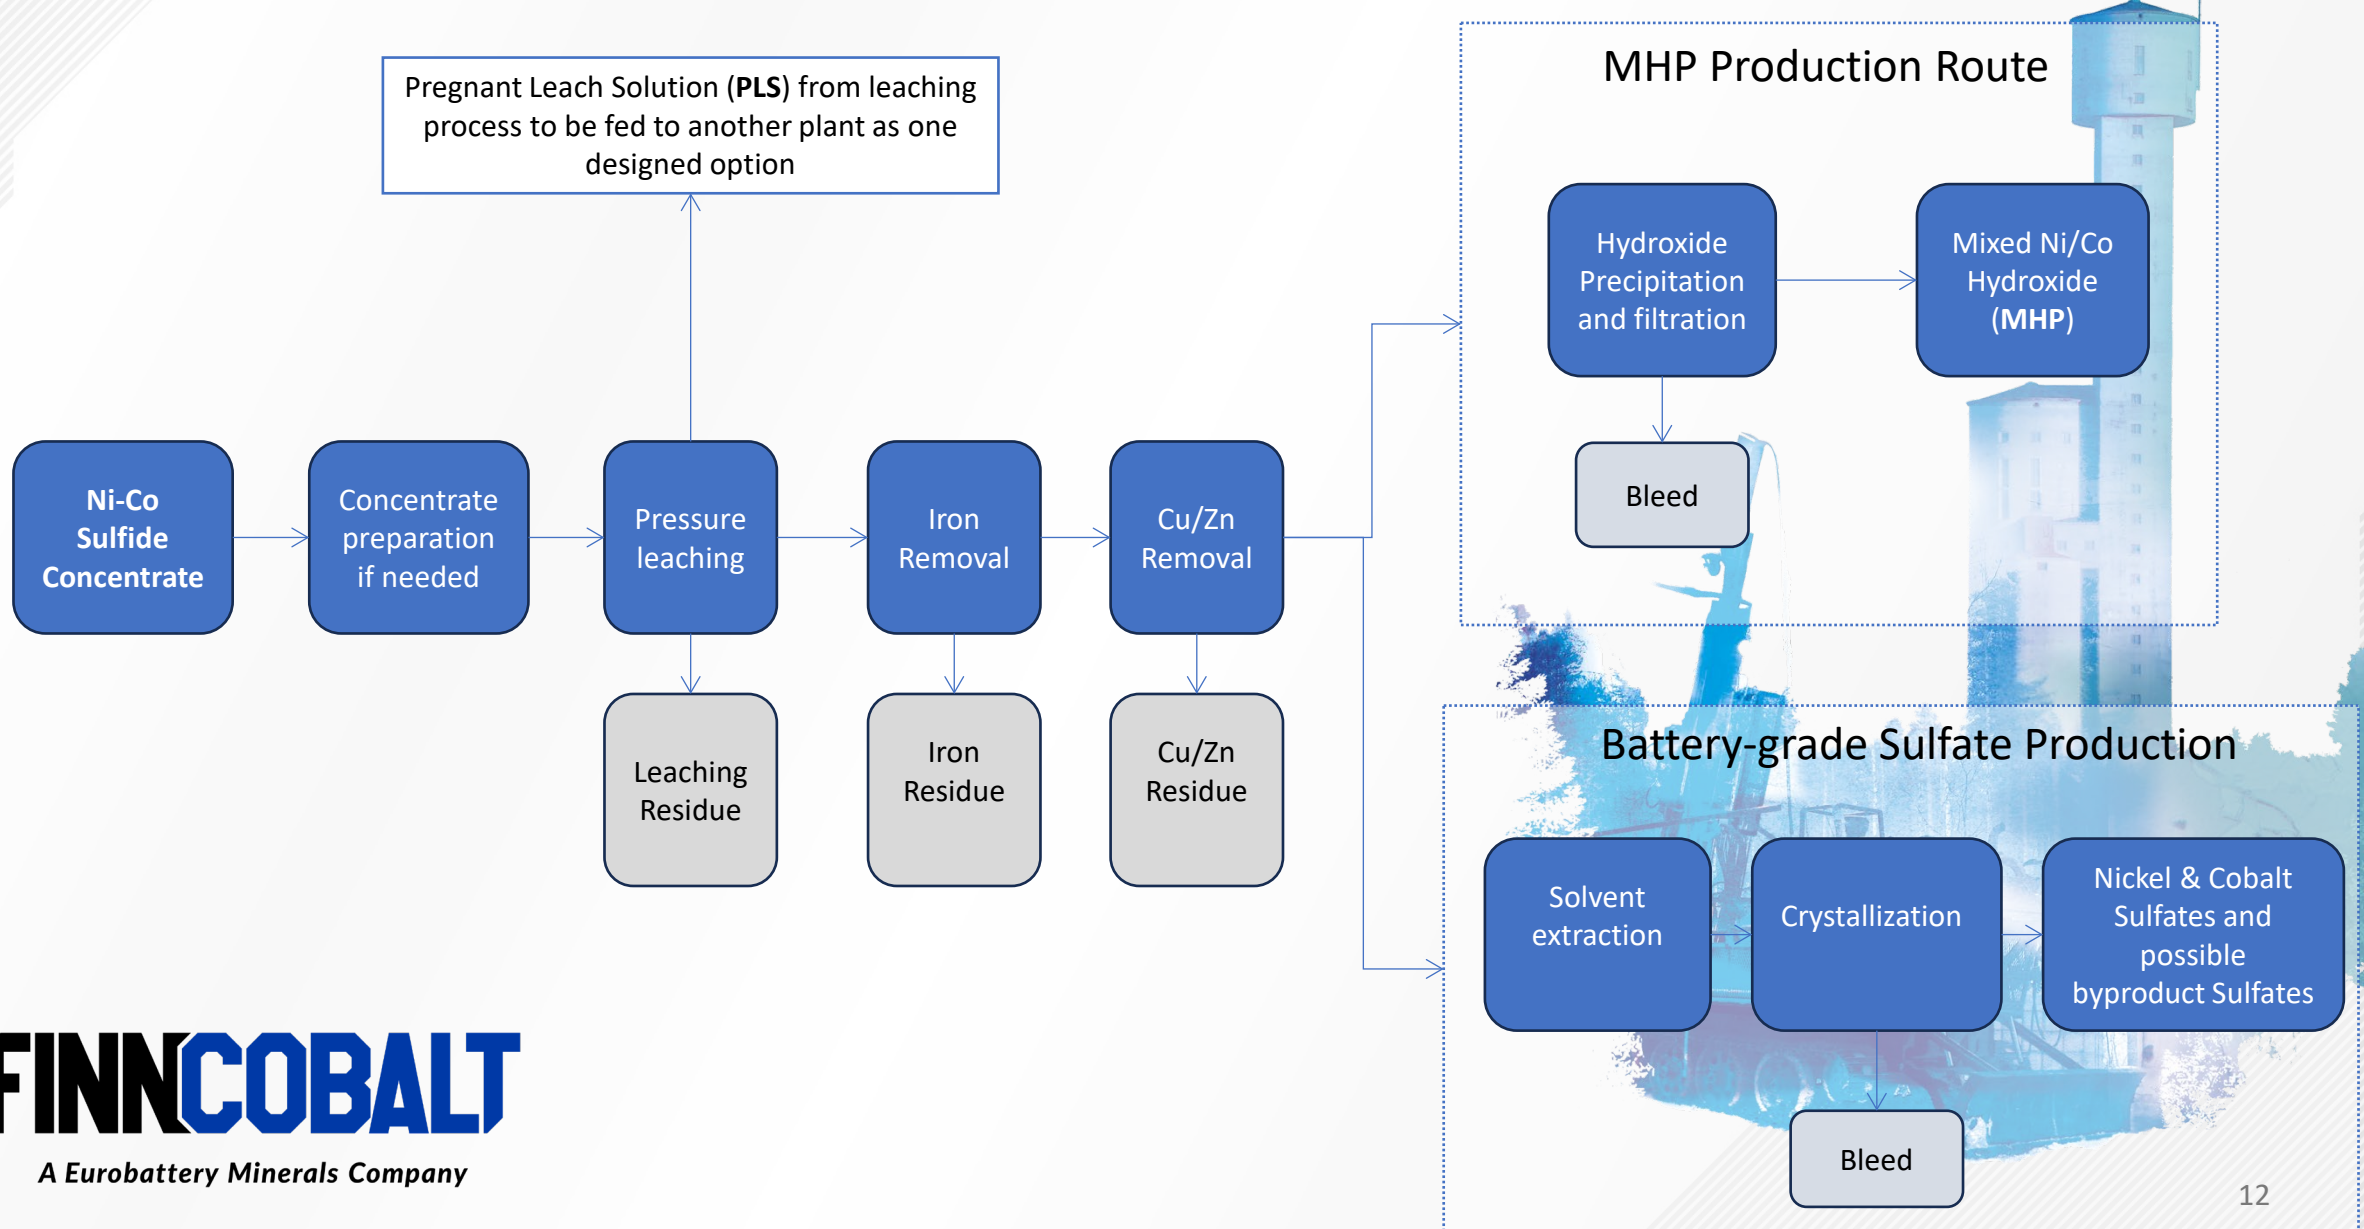 Pregnant Leach Solution (PLS) from leaching
process to be fed to another plant as one
designed option
MHP Production Route
Hydroxide
Precipitation
and filtration
Mixed Ni/Co
Hydroxide
(MHP)
Bleed
Ni-Co
Sulfide
Concentrate
Concentrate
preparation
if needed
Pressure
leaching
Iron
Removal
Cu/Zn
Removal
Leaching
Residue
Iron
Residue
Cu/Zn
Residue
Battery-grade Sulfate Production
Solvent
extraction
Crystallization
Nickel & Cobalt
Sulfates and
possible
byproduct Sulfates
Bleed
FINNCOBALT
A Eurobattery Minerals Company
12